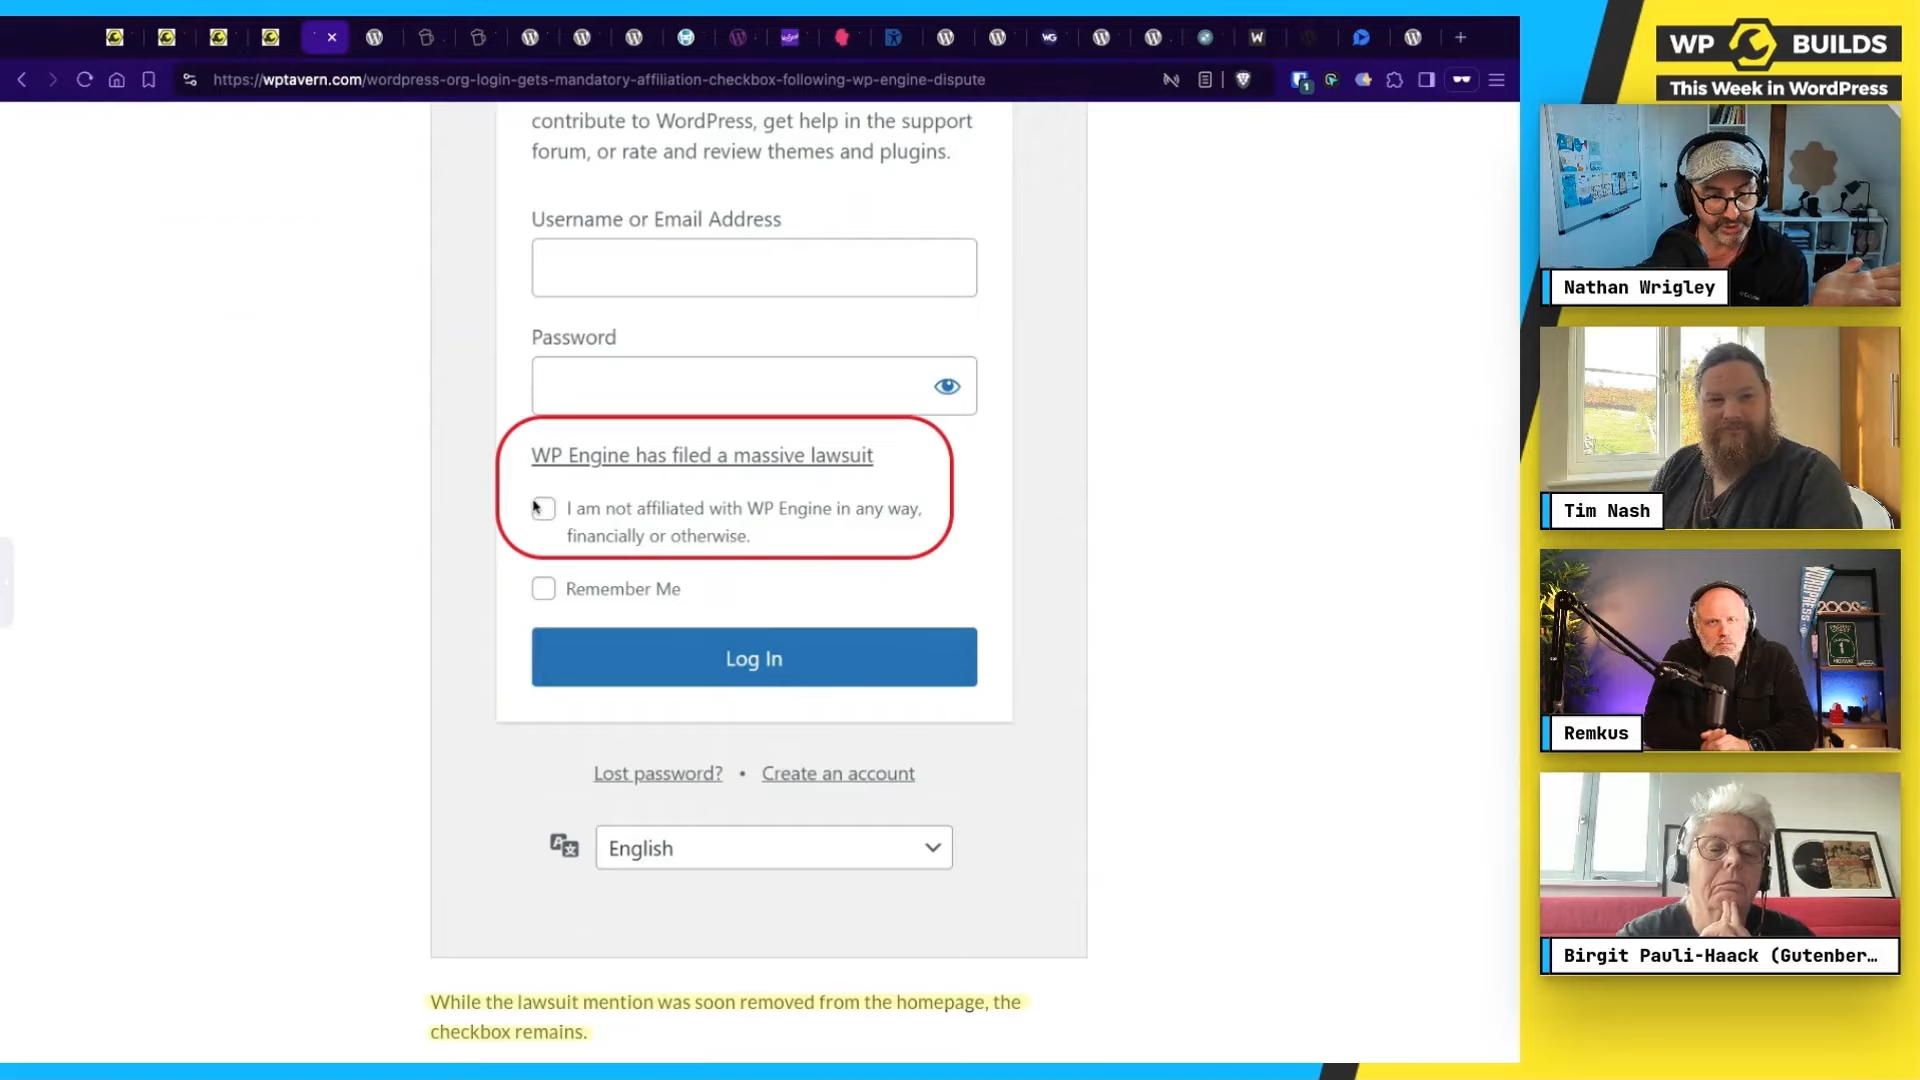 https://wptavern.com/wordpress-org-login-gets-mandatory-affiliation-checkbox-following-wp-engine-dispute
1
WG
W
contribute to WordPress, get help in the support
forum, or rate and review themes and plugins.
Username or Email Address
Password
WP Engine has filed a massive lawsuit
I am not affiliated with WP Engine in any way,
financially or otherwise.
Remember Me
Log In
Lost password? • Create an account
English
While the lawsuit mention was soon removed from the homepage, the
checkbox remains.
WP BUILDS
This Week in WordPress
Nathan Wrigley
Tim Nash
WORDPRESS
2005
Remkus
Birgit Pauli-Haack (Gutenber…